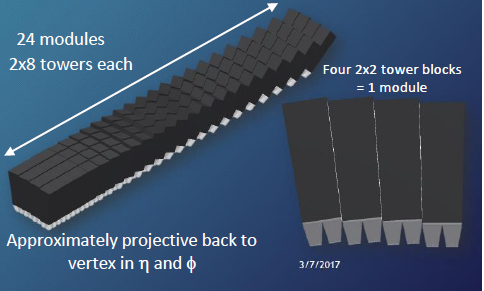 24 modules
2x8 towers each
Four 2x2 tower blocks
= 1 module
Approximately projective back to
vertex in η and ϕ
3/7/2017